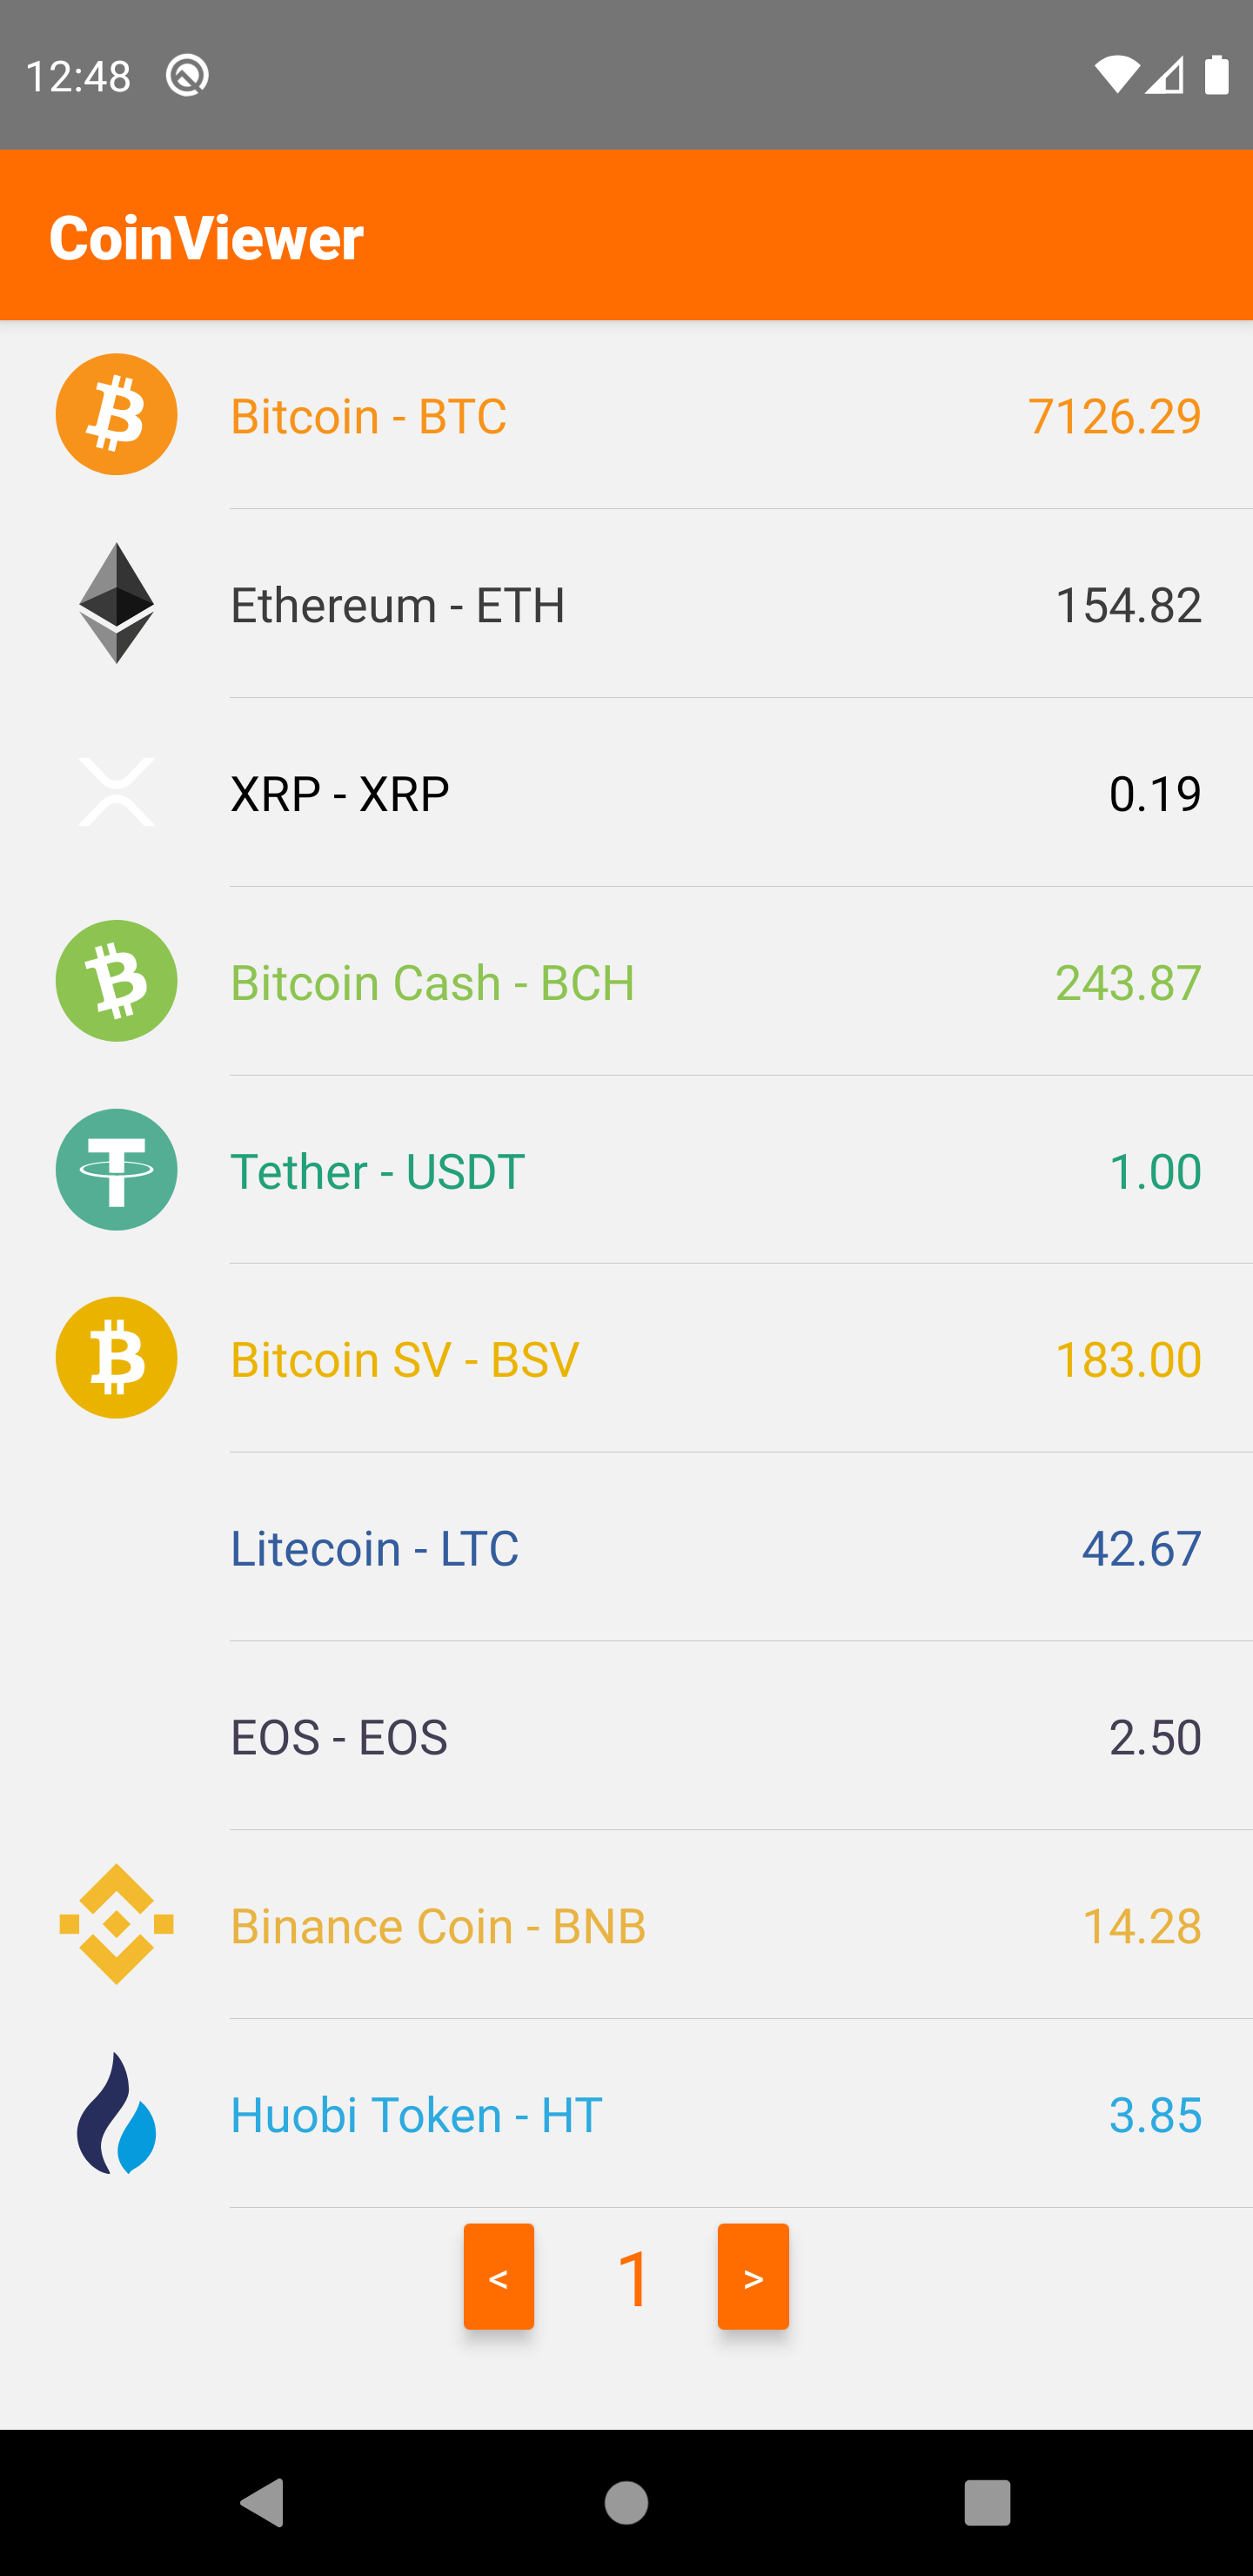 12:48
CoinViewer
Bitcoin - BTC 7126.29
Ethereum - ETH 154.82
XRP - XRP 0.19
Bitcoin Cash - BCH 243.87
Tether - USDT 1.00
Bitcoin SV - BSV 183.00
Litecoin - LTC 42.67
EOS - EOS 2.50
Binance Coin - BNB 14.28
Huobi Token - HT 3.85
< 1 >